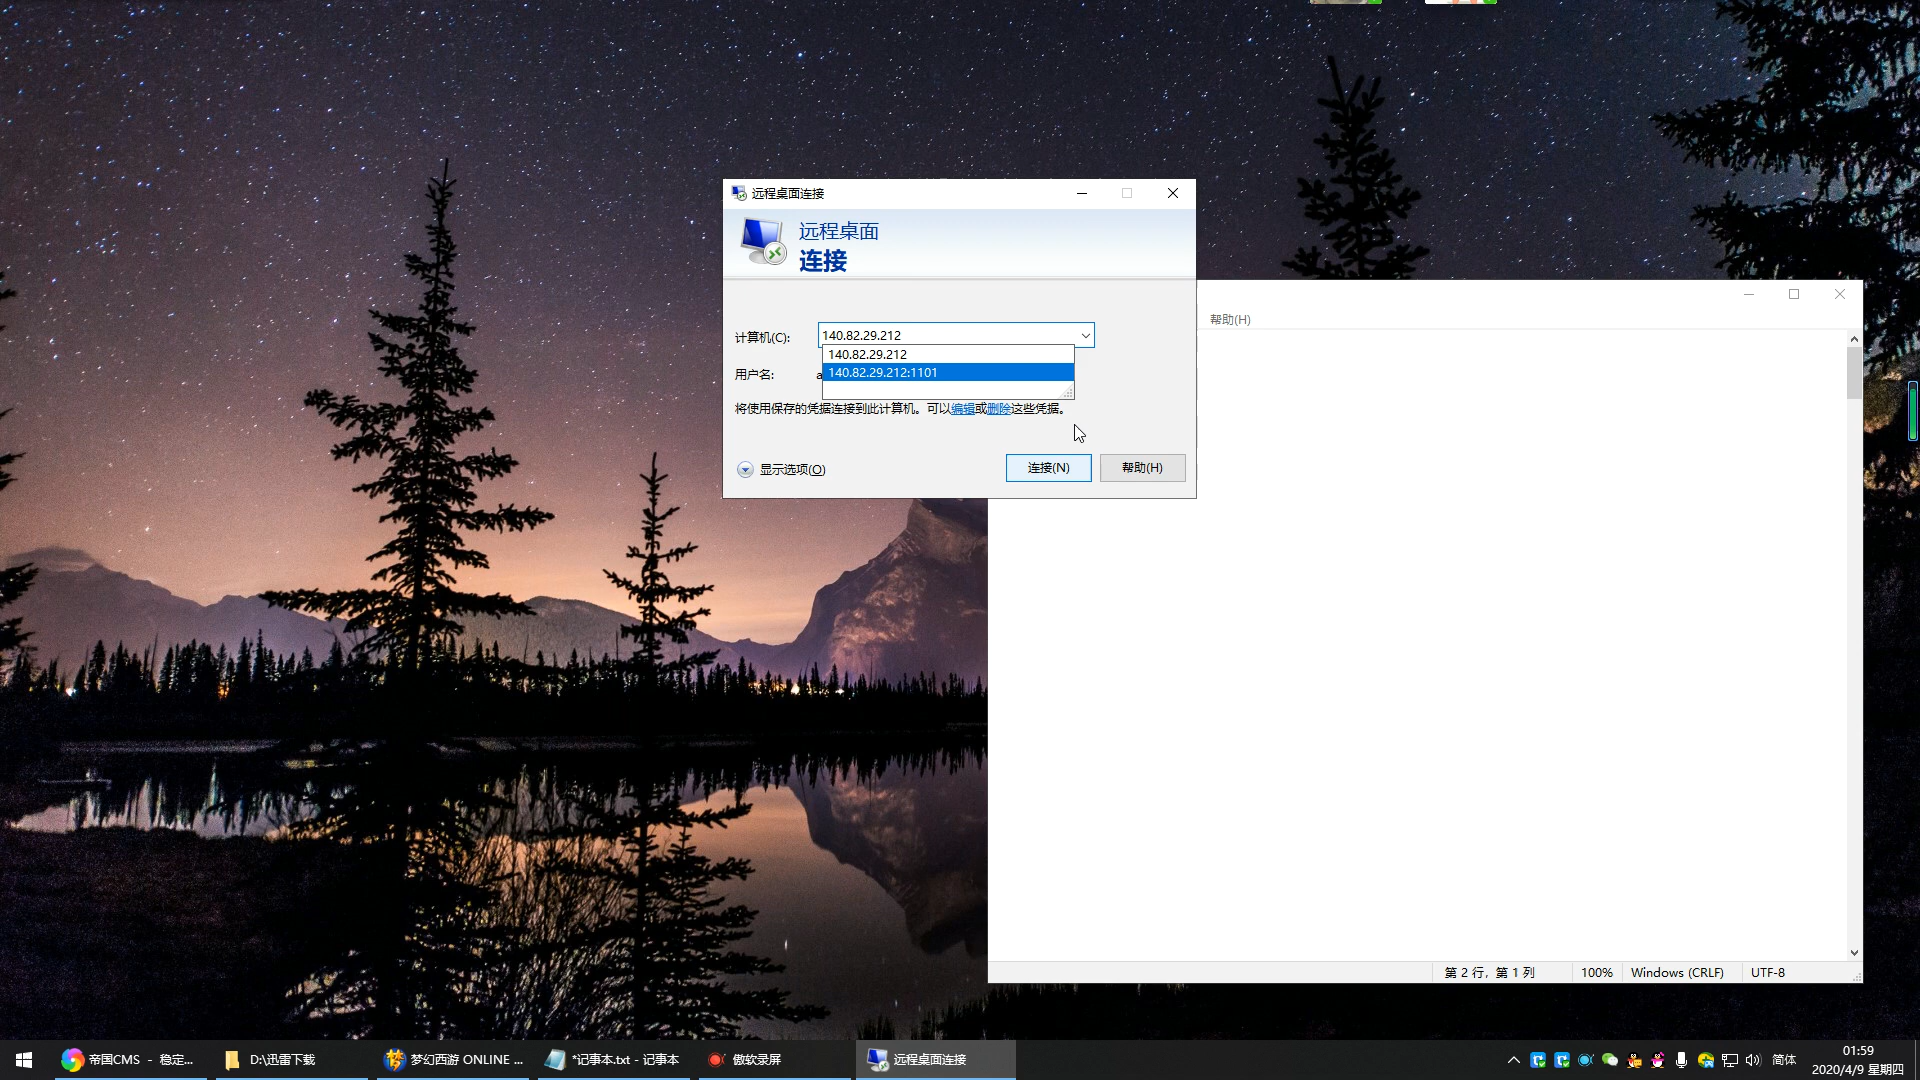 远程桌面连接
远程桌面
连接
计算机(C):
140.82.29.212
140.82.29.212
140.82.29.212:1101
用户名:
a
将使用保存的凭据连接到此计算机。可以编辑或删除这些凭据。
显示选项(O)
连接(N)
帮助(H)
帮助(H)
第 2 行，第 1 列
100%
Windows (CRLF)
UTF-8
帝国CMS - 稳定...
D:\迅雷下载
梦幻西游 ONLINE ...
*记事本.txt - 记事本
傲软录屏
远程桌面连接
简体
01:59
2020/4/9 星期四